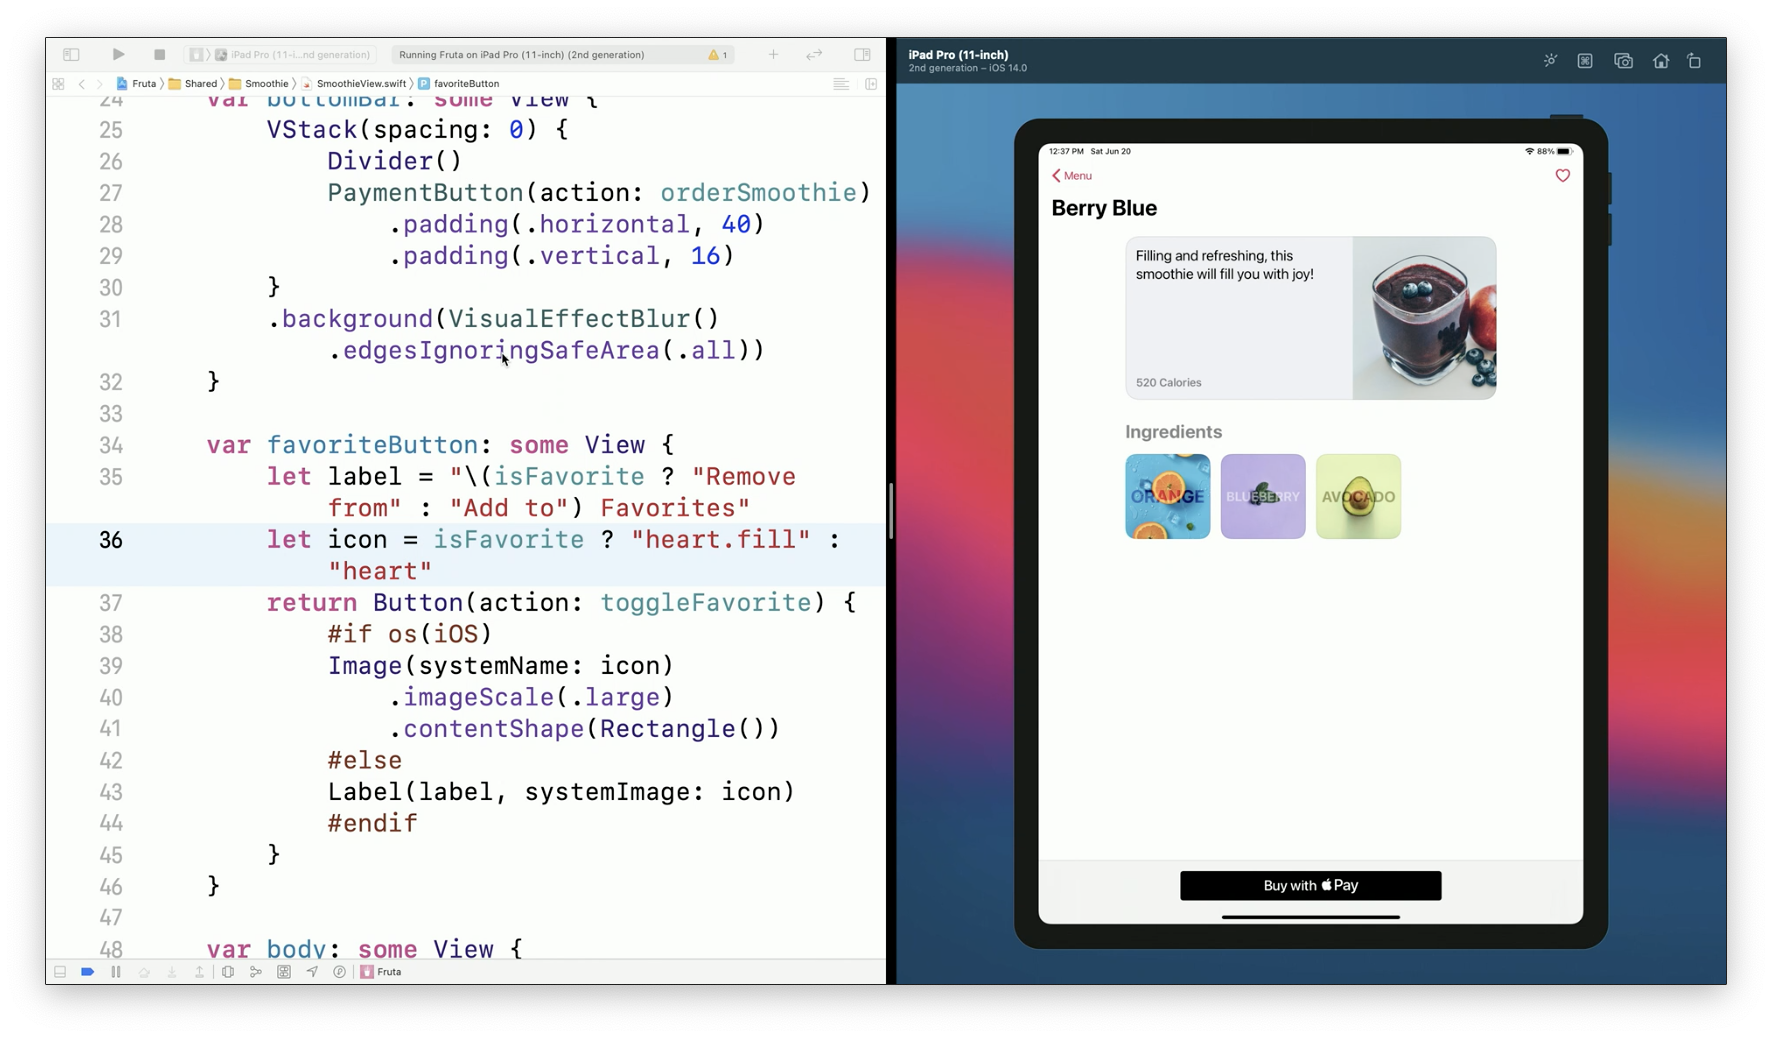 iPad Pro (11-i...nd generation)
Running Fruta on iPad Pro (11-inch) (2nd generation)
1
Fruta
Shared
Smoothie
SmoothieView.swift
favoriteButton
24 var bottomBar: some View {
25 VStack(spacing: 0) {
26 Divider()
27 PaymentButton(action: orderSmoothie)
28 .padding(.horizontal, 40)
29 .padding(.vertical, 16)
30 }
31 .background(VisualEffectBlur()
.edgesIgnoringSafeArea(.all))
32 }
33
34 var favoriteButton: some View {
35 let label = "\(isFavorite ? "Remove
from" : "Add to") Favorites"
36 let icon = isFavorite ? "heart.fill" :
"heart"
37 return Button(action: toggleFavorite) {
38 #if os(iOS)
39 Image(systemName: icon)
40 .imageScale(.large)
41 .contentShape(Rectangle())
42 #else
43 Label(label, systemImage: icon)
44 #endif
45 }
46 }
47
48 var body: some View {
Fruta
iPad Pro (11-inch)
2nd generation – iOS 14.0
12:37 PM Sat Jun 20
88%
Menu
Berry Blue
Filling and refreshing, this
smoothie will fill you with joy!
520 Calories
Ingredients
ORANGE
BLUEBERRY
AVOCADO
Buy with Pay